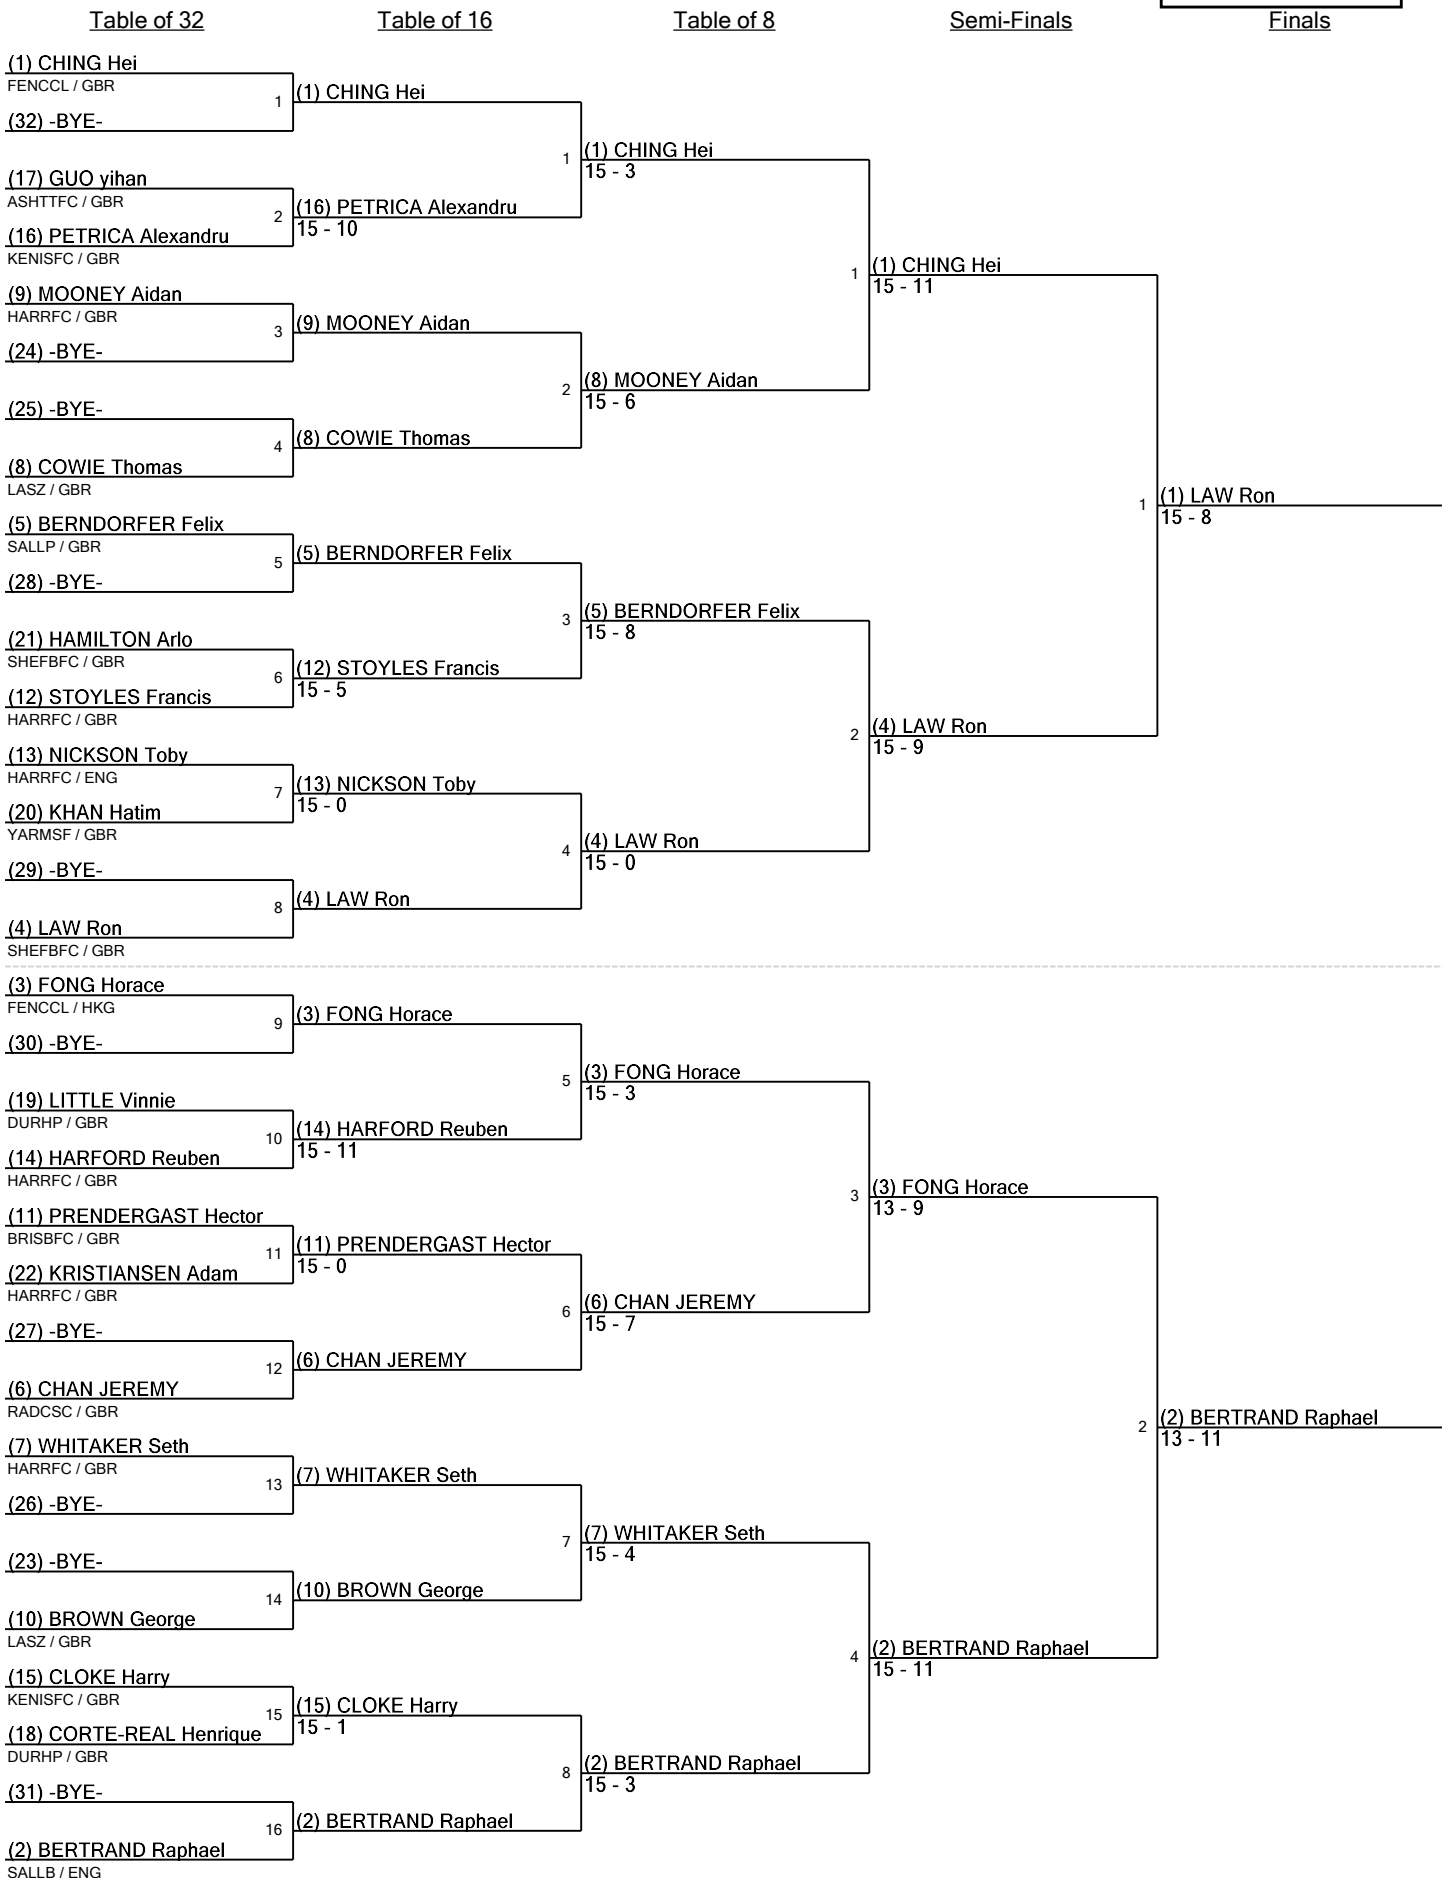 Table of 32
Table of 16
Table of 8
Semi-Finals
Finals
(1) CHING Hei
FENCCL / GBR
(32) -BYE-
(17) GUO yihan
ASHTTFC / GBR
(16) PETRICA Alexandru
KENISFC / GBR
(9) MOONEY Aidan
HARRFC / GBR
(24) -BYE-
(25) -BYE-
(8) COWIE Thomas
LASZ / GBR
(5) BERNDORFER Felix
SALLP / GBR
(28) -BYE-
(21) HAMILTON Arlo
SHEFBFC / GBR
(12) STOYLES Francis
HARRFC / GBR
(13) NICKSON Toby
HARRFC / ENG
(20) KHAN Hatim
YARMSF / GBR
(29) -BYE-
(4) LAW Ron
SHEFBFC / GBR
(3) FONG Horace
FENCCL / HKG
(30) -BYE-
(19) LITTLE Vinnie
DURHP / GBR
(14) HARFORD Reuben
HARRFC / GBR
(11) PRENDERGAST Hector
BRISBFC / GBR
(22) KRISTIANSEN Adam
HARRFC / GBR
(27) -BYE-
(6) CHAN JEREMY
RADCSC / GBR
(7) WHITAKER Seth
HARRFC / GBR
(26) -BYE-
(23) -BYE-
(10) BROWN George
LASZ / GBR
(15) CLOKE Harry
KENISFC / GBR
(18) CORTE-REAL Henrique
DURHP / GBR
(31) -BYE-
(2) BERTRAND Raphael
SALLB / ENG
1
(1) CHING Hei
2
(16) PETRICA Alexandru
15 - 10
3
(9) MOONEY Aidan
4
(8) COWIE Thomas
5
(5) BERNDORFER Felix
6
(12) STOYLES Francis
15 - 5
7
(13) NICKSON Toby
15 - 0
8
(4) LAW Ron
9
(3) FONG Horace
10
(14) HARFORD Reuben
15 - 11
11
(11) PRENDERGAST Hector
15 - 0
12
(6) CHAN JEREMY
13
(7) WHITAKER Seth
14
(10) BROWN George
15
(15) CLOKE Harry
15 - 1
16
(2) BERTRAND Raphael
1
(1) CHING Hei
15 - 3
2
(8) MOONEY Aidan
15 - 6
3
(5) BERNDORFER Felix
15 - 8
4
(4) LAW Ron
15 - 0
5
(3) FONG Horace
15 - 3
6
(6) CHAN JEREMY
15 - 7
7
(7) WHITAKER Seth
15 - 4
8
(2) BERTRAND Raphael
15 - 3
1
(1) CHING Hei
15 - 11
2
(4) LAW Ron
15 - 9
3
(3) FONG Horace
13 - 9
4
(2) BERTRAND Raphael
15 - 11
1
(1) LAW Ron
15 - 8
2
(2) BERTRAND Raphael
13 - 11